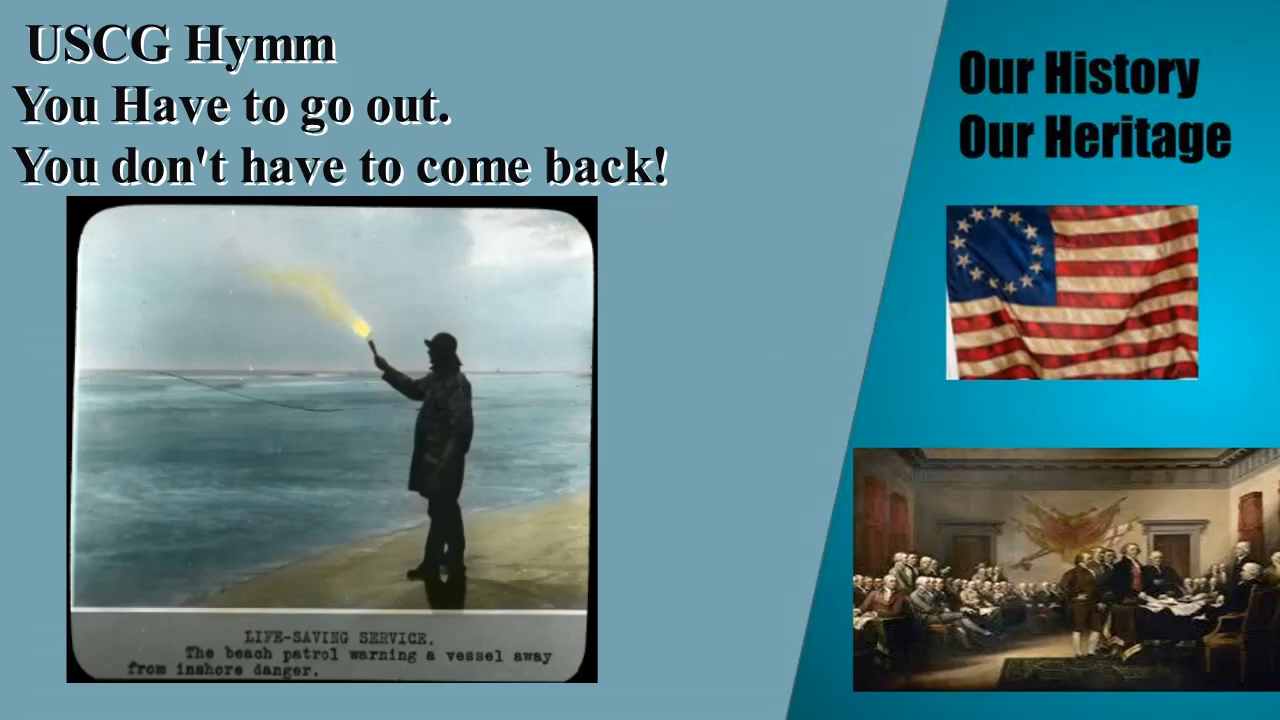 USCG Hymm
You Have to go out.
You don't have to come back!
LIFE-SAVING SERVICE.
The beach patrol warning a vessel away
from inshore danger.
Our History
Our Heritage